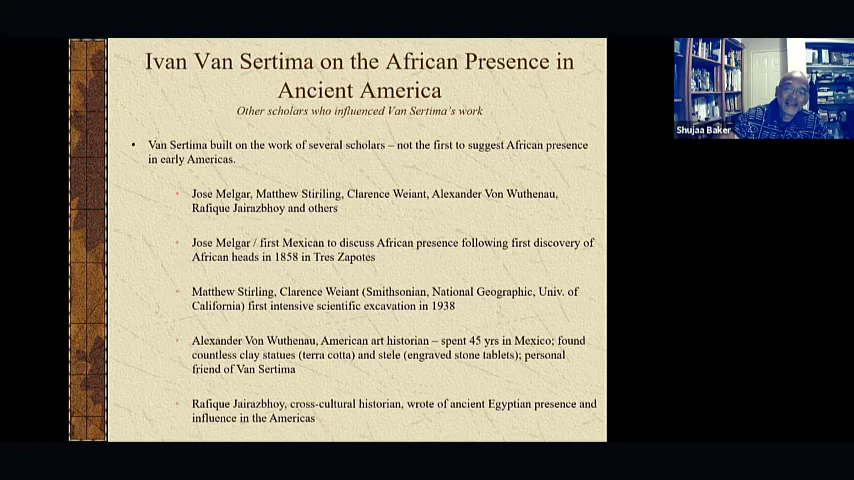 Ivan Van Sertima on the African Presence in
Ancient America
Other scholars who influenced Van Sertima's work
• Van Sertima built on the work of several scholars – not the first to suggest African presence
in early Americas.
Jose Melgar, Matthew Stiriling, Clarence Weiant, Alexander Von Wuthenau,
Rafique Jairazbhoy and others
Jose Melgar / first Mexican to discuss African presence following first discovery of
African heads in 1858 in Tres Zapotes
Matthew Stirling, Clarence Weiant (Smithsonian, National Geographic, Univ. of
California) first intensive scientific excavation in 1938
Alexander Von Wuthenau, American art historian – spent 45 yrs in Mexico; found
countless clay statues (terra cotta) and stele (engraved stone tablets); personal
friend of Van Sertima
Rafique Jairazbhoy, cross-cultural historian, wrote of ancient Egyptian presence and
influence in the Americas
Shujaa Baker